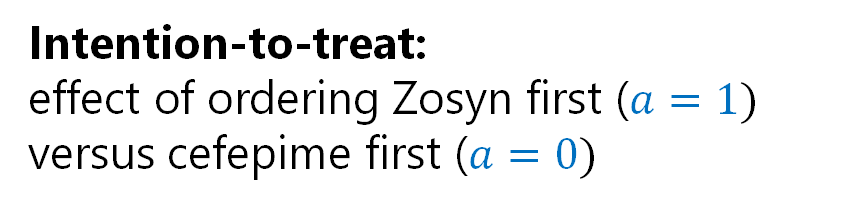 Intention-to-treat:
effect of ordering Zosyn first (a = 1)
versus cefepime first (a = 0)